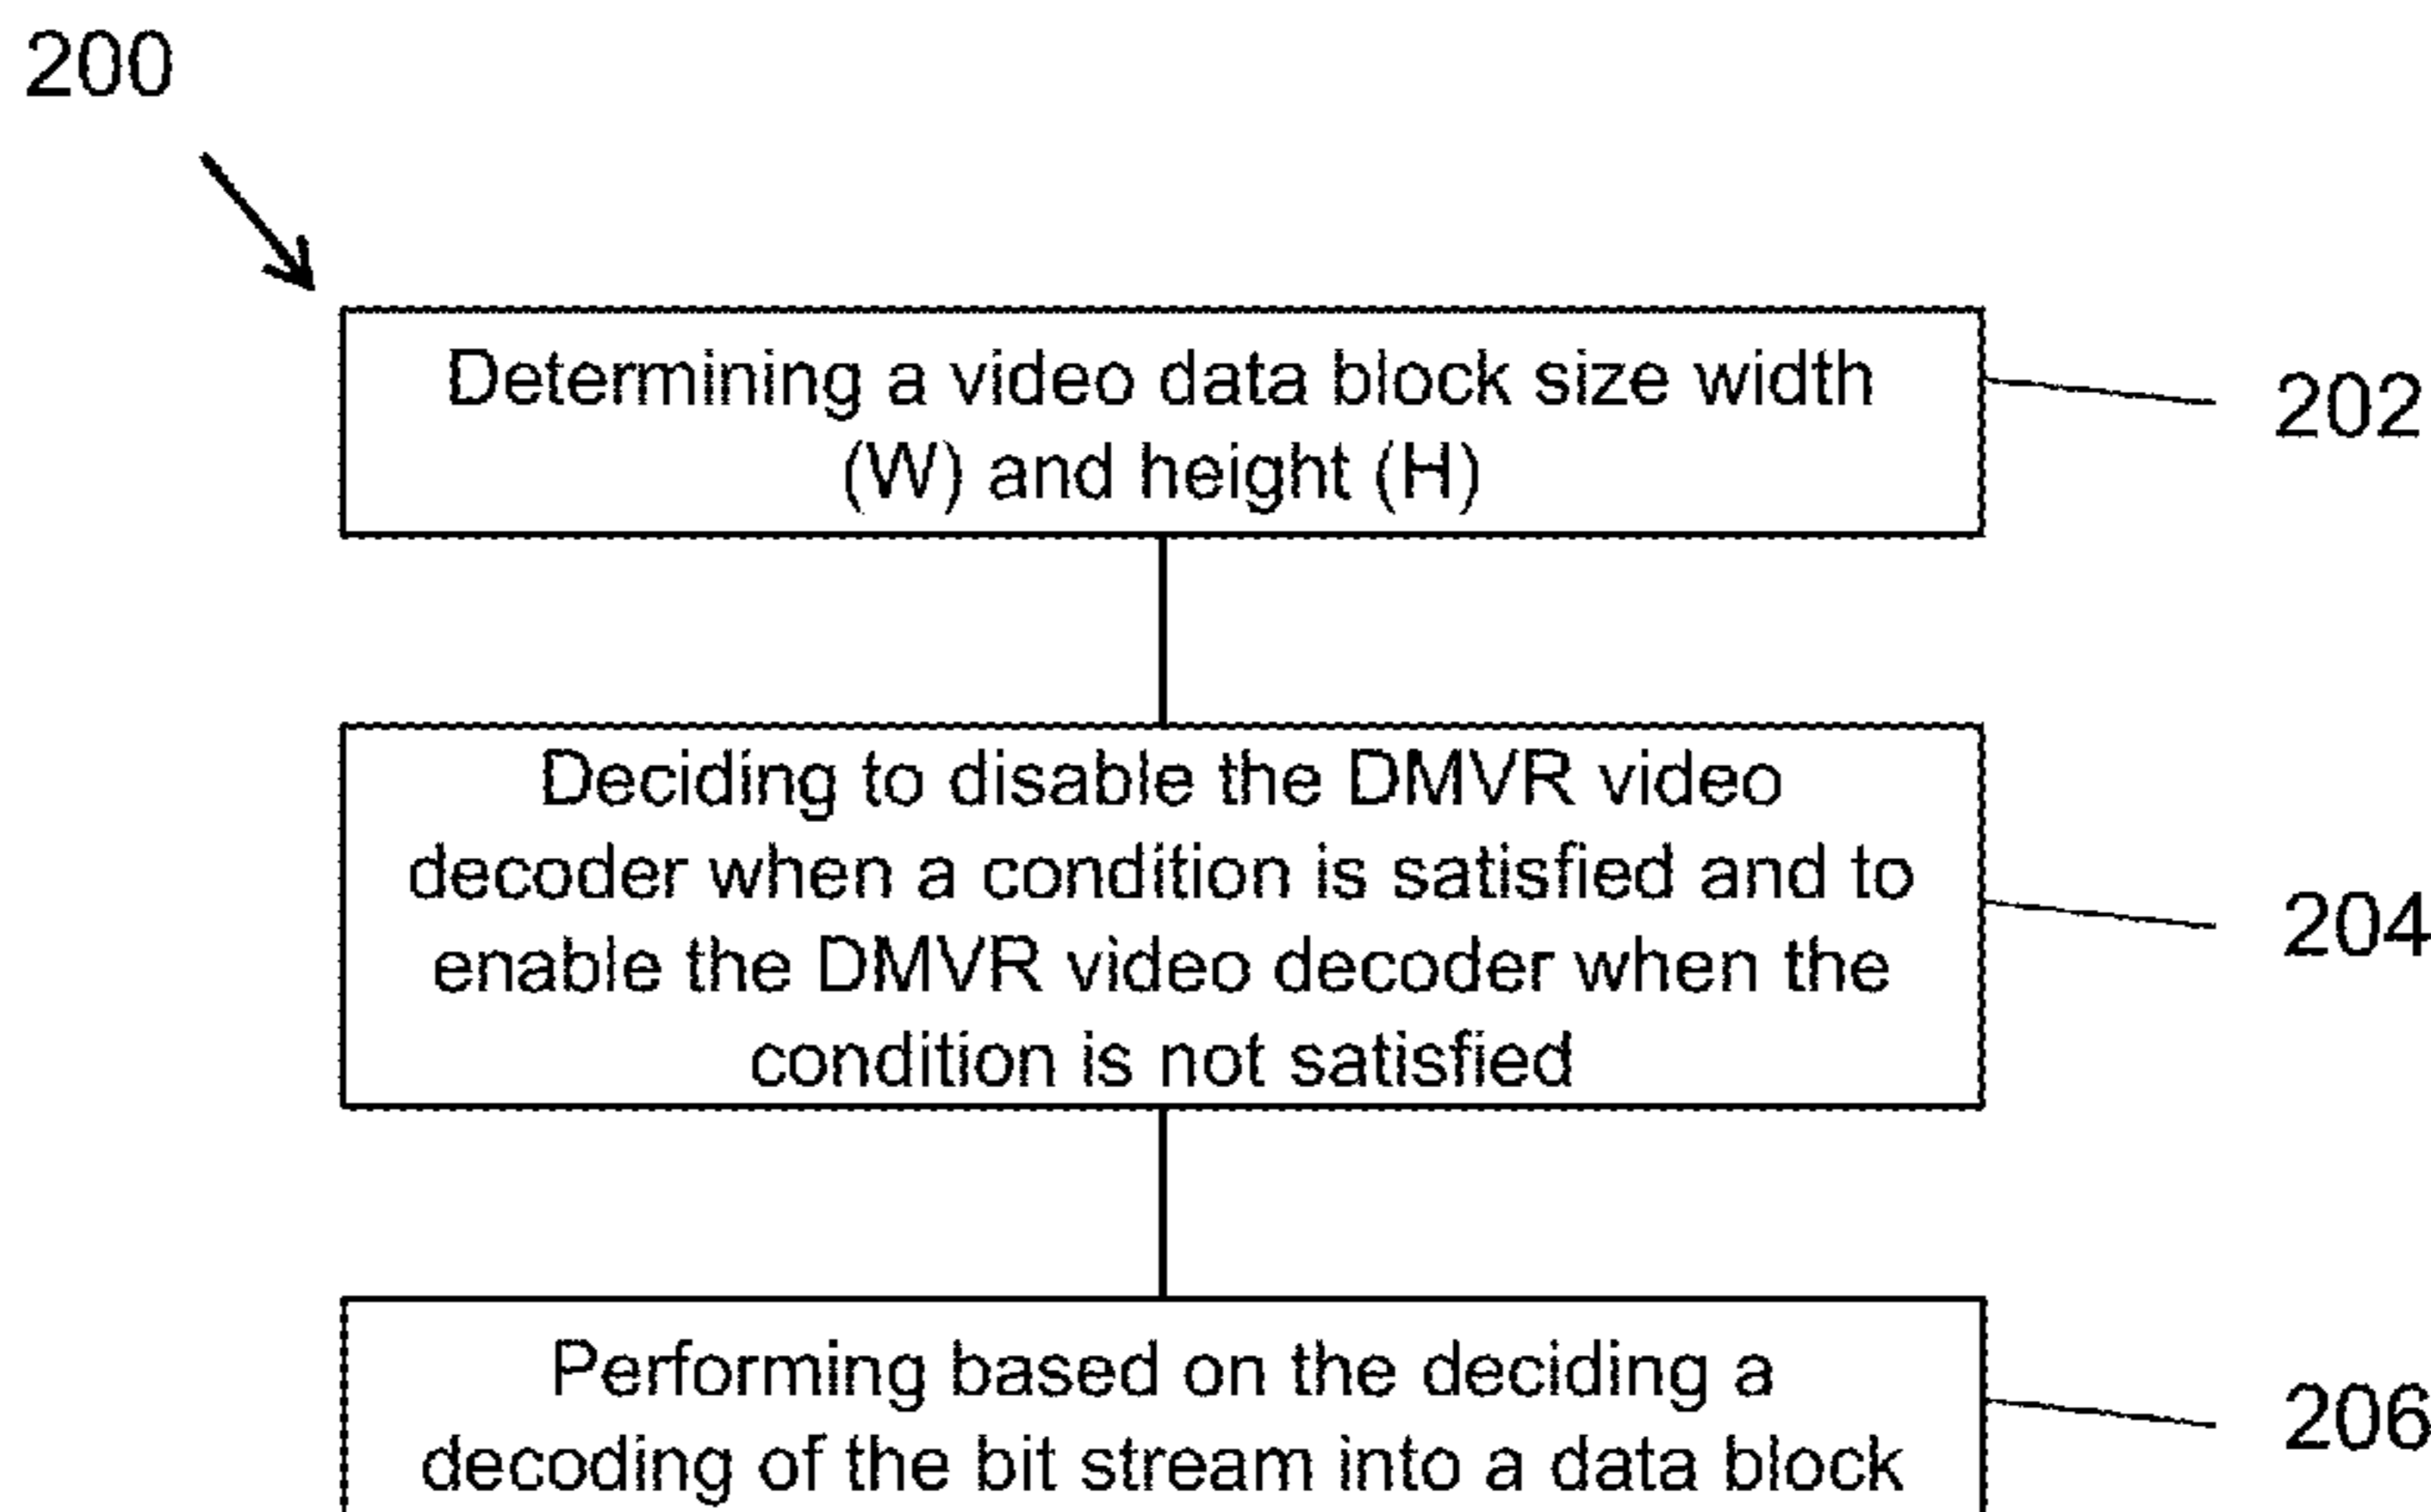 200
Determining a video data block size width
(W) and height (H)
202
Deciding to disable the DMVR video
decoder when a condition is satisfied and to
enable the DMVR video decoder when the
condition is not satisfied
204
Performing based on the deciding a
decoding of the bit stream into a data block
206